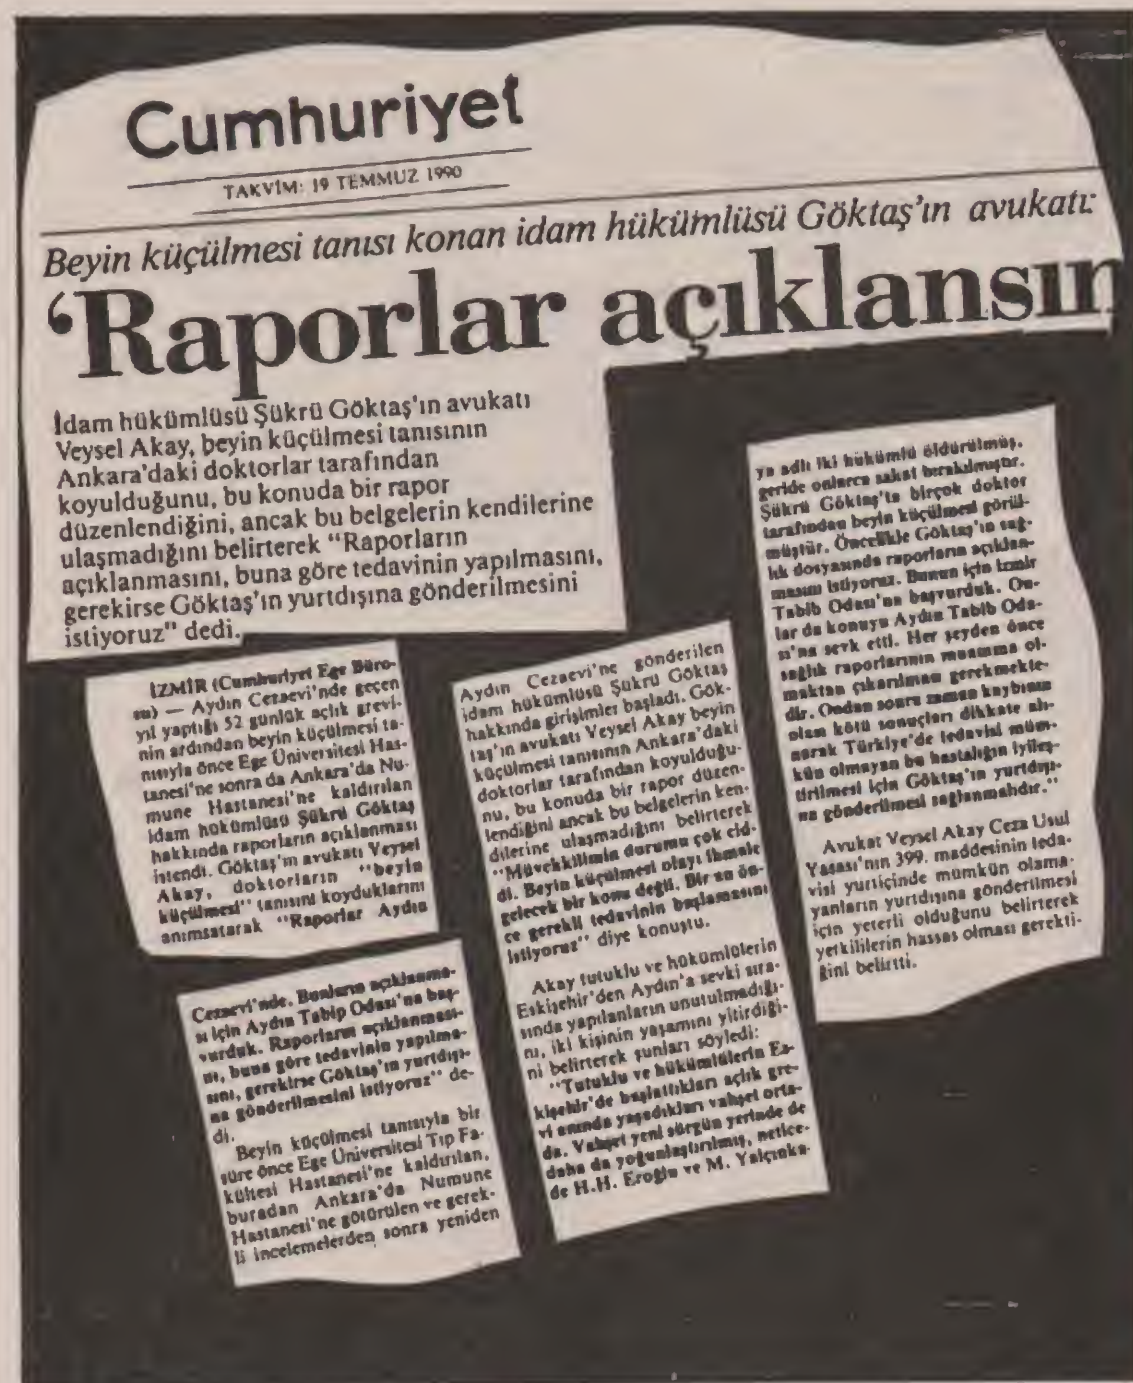 Cumhuriyet
TAKVİM: 19 TEMMUZ 1990
Beyin küçülmesi tanısı konan idam hükümlüsü Göktaş'ın avukatı:
'Raporlar açıklansın
İdam hükümlüsü Şükrü Göktaş'ın avukatı
Veysel Akay, beyin küçülmesi tanısının
Ankara'daki doktorlar tarafından
koyulduğunu, bu konuda bir rapor
düzenlendiğini, ancak bu belgelerin kendilerine
ulaşmadığını belirterek "Raporların
açıklanmasını, buna göre tedavinin yapılmasını,
gerekirse Göktaş'ın yurtdışına gönderilmesini
istiyoruz" dedi.
İZMİR (Cumhuriyet Ege Büro-
su) — Aydın Cezaevi'nde geçen
yıl yaptığı 52 günlük açlık grevi-
nin ardından beyin küçülmesi ta-
nısıyla önce Ege Üniversitesi Has-
tanesi'ne sonra da Ankara'da Nu-
mune Hastanesi'ne kaldırılan
idam hükümlüsü Şükrü Göktaş
hakkında raporların açıklanması
istendi. Göktaş'ın avukatı Veysel
Akay, doktorların "beyin
küçülmesi" tanısını koyduklarını
anımsatarak "Raporlar Aydın
Cezaevi'nde. Bunların açıklanma-
sı için Aydın Tabip Odası'na baş-
vurduk. Raporların açıklanması-
nı, buna göre tedavinin yapılma-
sını, gerekirse Göktaş'ın yurtdışı-
na gönderilmesini istiyoruz" de-
di.
Beyin küçülmesi tanısıyla bir
süre önce Ege Üniversitesi Tıp Fa-
kültesi Hastanesi'ne kaldırılan,
buradan Ankara'da Numune
Hastanesi'ne götürülen ve gerek-
li incelemelerden sonra yeniden
Aydın Cezaevi'ne gönderilen
idam hükümlüsü Şükrü Göktaş
hakkında girişimler başladı. Gök-
taş'ın avukatı Veysel Akay beyin
küçülmesi tanısının Ankara'daki
doktorlar tarafından koyulduğu-
nu, bu konuda bir rapor düzen-
lendiğini ancak bu belgelerin ken-
dilerine ulaşmadığını belirterek
"Müvekkilimin durumu çok cid-
di. Beyin küçülmesi olayı ihmale
gelecek bir konu değil. Bir an ön-
ce gerekli tedavinin başlamasını
istiyoruz" diye konuştu.
Akay tutuklu ve hükümlülerin
Eskişehir'den Aydın'a sevki sıra-
sında yapılanların unutulmadığı-
nı, iki kişinin yaşamını yitirdiği-
ni belirterek şunları söyledi:
"Tutuklu ve hükümlülerin Es-
kişehir'de başlattıkları açlık gre-
vi anında yaşadıkları vahşet orta-
da. Vahşet yeni sürgün yerinde de
daha da yoğunlaştırılmış, netice-
de H.H. Eroğlu ve M. Yalçınka-
ya adlı iki hükümlü öldürülmüş,
geride onlarca sakat bırakılmıştır.
Şükrü Göktaş'ta birçok doktor
tarafından beyin küçülmesi görül-
müştür. Öncelikle Göktaş'ın sağ-
lık dosyasında raporların açıklan-
masını istiyoruz. Bunun için İzmir
Tabib Odası'na başvurduk. On-
lar da konuyu Aydın Tabib Oda-
sı'na sevk etti. Her şeyden önce
sağlık raporlarının muamma ol-
maktan çıkarılması gerekmekte-
dir. Ondan sonra zaman kaybının
olası kötü sonuçları dikkate alı-
narak Türkiye'de tedavisi müm-
kün olmayan bu hastalığın iyileş-
tirilmesi için Göktaş'ın yurtdışı-
na gönderilmesi sağlanmalıdır."
Avukat Veysel Akay Ceza Usul
Yasası'nın 399. maddesinin teda-
visi yurtiçinde mümkün olama-
yanların yurtdışına gönderilmesi
için yeterli olduğunu belirterek
yetkililerin hassas olması gerekti-
ğini belirtti.